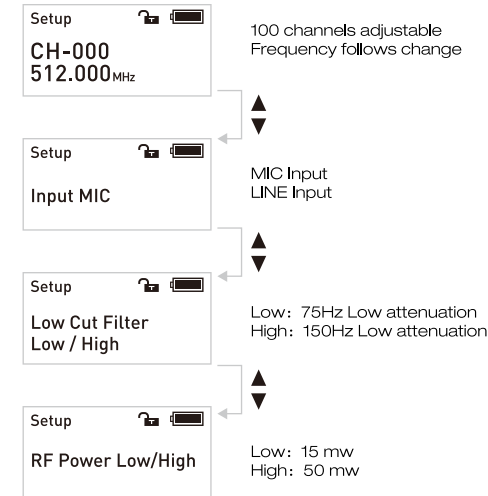 Setup
CH-000
512.000MHz
100 channels adjustable
Frequency follows change
Setup
Input MIC
MIC Input
LINE Input
Setup
Low Cut Filter
Low / High
Low: 75Hz Low attenuation
High: 150Hz Low attenuation
Setup
RF Power Low/High
Low: 15 mw
High: 50 mw